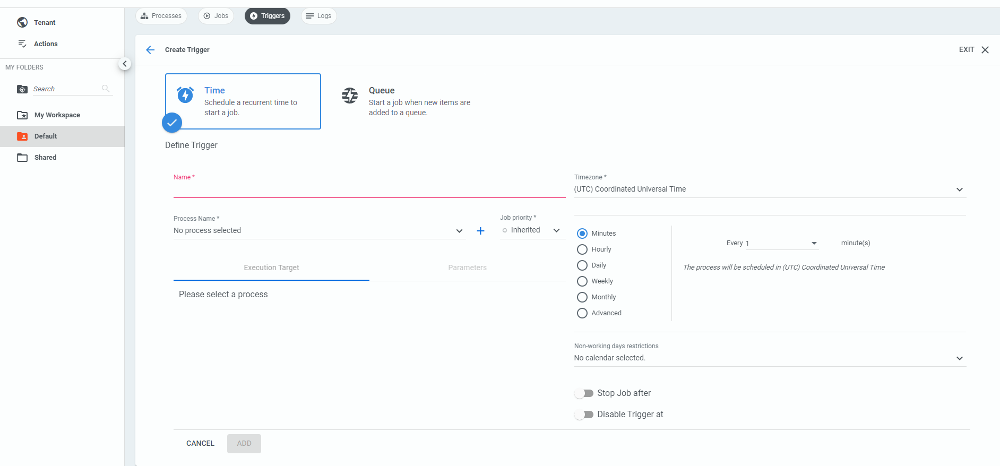 Tenant
Actions
MY FOLDERS
Search
My Workspace
Default
Shared
Processes
Jobs
Triggers
Logs
Create Trigger
EXIT
Time
Schedule a recurrent time to
start a job.
Queue
Start a job when new items are
added to a queue.
Define Trigger
Name *
Timezone *
(UTC) Coordinated Universal Time
Process Name *
No process selected
Job priority *
Inherited
Execution Target
Parameters
Please select a process
Minutes
Hourly
Daily
Weekly
Monthly
Advanced
Every 1 minute(s)
The process will be scheduled in (UTC) Coordinated Universal Time
Non-working days restrictions
No calendar selected.
Stop Job after
Disable Trigger at
CANCEL
ADD